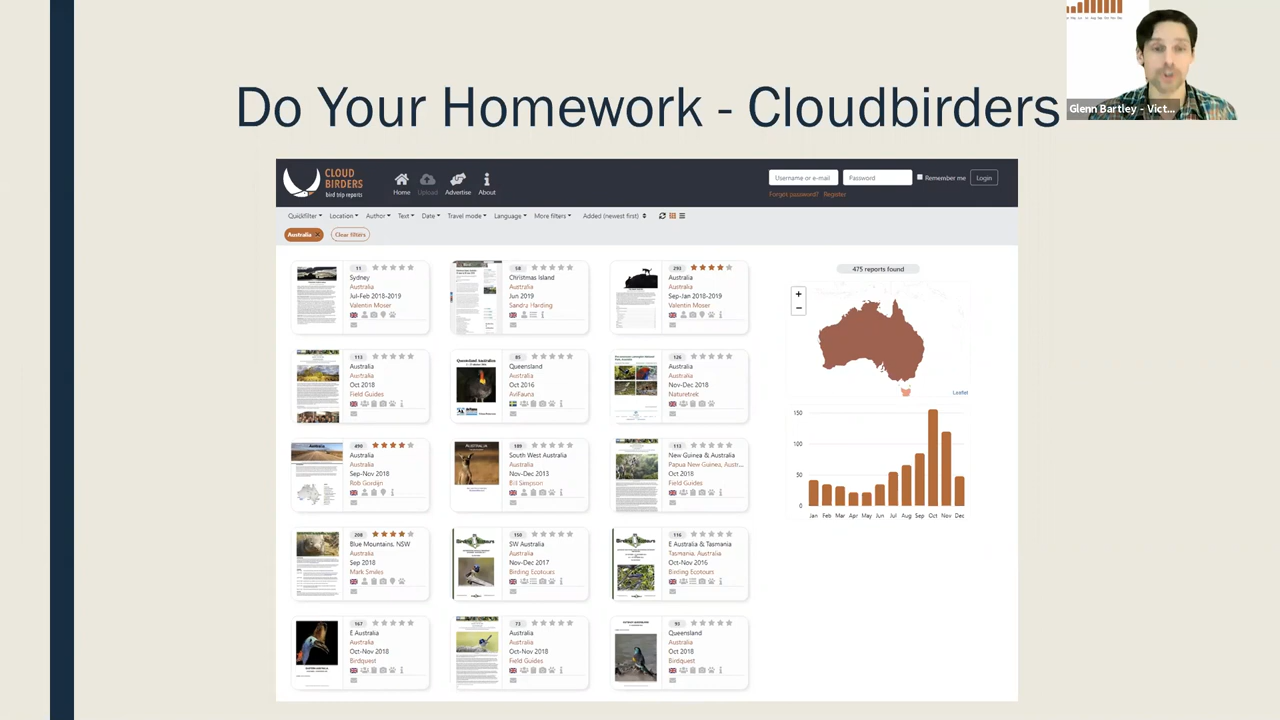 Do Your Homework - Cloudbirders
Glenn Bartley - Vict...
CLOUD
BIRDERS
bird trip reports
Home
Upload
Advertise
About
Username or e-mail
Password
Remember me
Login
Forgot password? Register
Quickfilter Location Author Text Date Travel mode Language More filters Added (newest first)
Australia
Clear filters
11
Sydney
Australia
Jul-Feb 2018-2019
Valentin Moser
58
Christmas Island
Australia
Jun 2019
Sandra Harding
293
Australia
Australia
Sep-Jan 2018-2019
Valentin Moser
113
Australia
Australia
Oct 2018
Field Guides
85
Queensland
Australia
Oct 2016
AviFauna
126
Australia
Australia
Nov-Dec 2018
Naturetrek
490
Australia
Australia
Sep-Nov 2018
Rob Gordijn
189
South West Australia
Australia
Nov-Dec 2013
Bill Simpson
113
New Guinea & Australia
Papua New Guinea, Austr...
Oct 2018
Field Guides
208
Blue Mountains, NSW
Australia
Sep 2018
Mark Smiles
150
SW Australia
Australia
Nov-Dec 2017
Birding Ecotours
116
E Australia & Tasmania
Tasmania, Australia
Oct-Nov 2016
Birding Ecotours
167
E Australia
Australia
Oct-Nov 2018
Birdquest
73
Australia
Australia
Oct-Nov 2018
Field Guides
93
Queensland
Australia
Oct 2018
Birdquest
475 reports found
+
−
Leaflet
150
100
50
0
Jan Feb Mar Apr May Jun Jul Aug Sep Oct Nov Dec